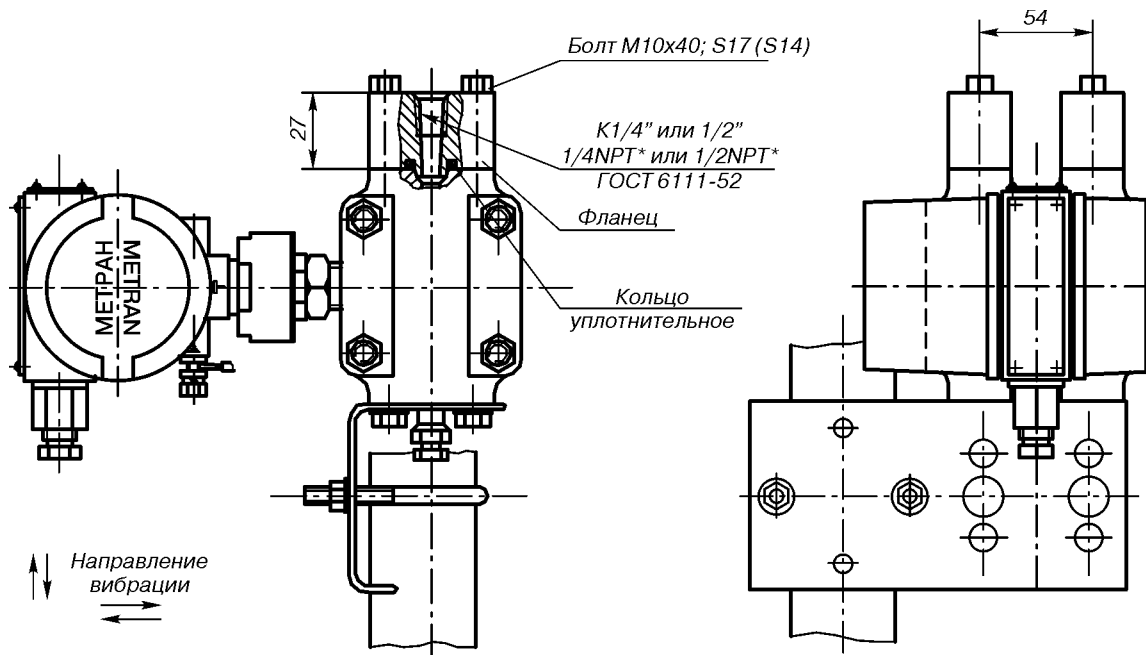 54
Болт М10х40; S17 (S14)
27
К1/4” или 1/2”
1/4NPT* или 1/2NPT*
ГОСТ 6111-52
Фланец
МЕТРАН
METRAN
Кольцо
уплотнительное
Направление
вибрации